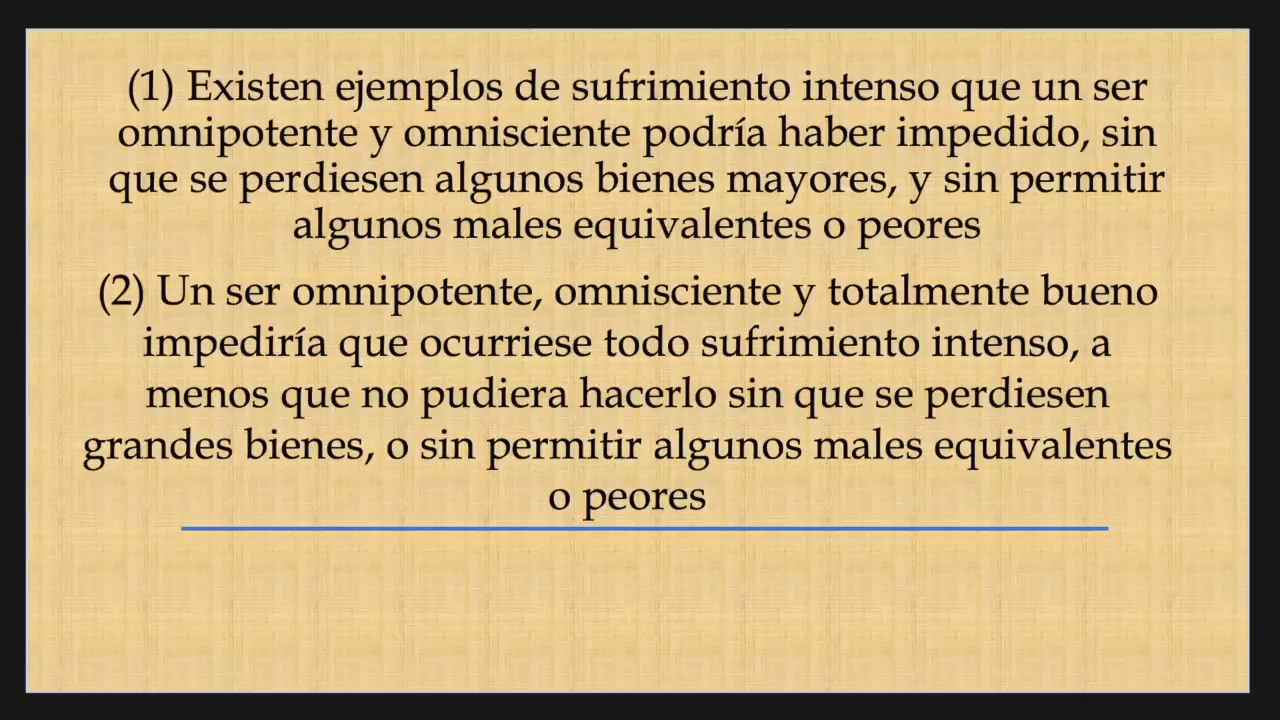 (1) Existen ejemplos de sufrimiento intenso que un ser
omnipotente y omnisciente podría haber impedido, sin
que se perdiesen algunos bienes mayores, y sin permitir
algunos males equivalentes o peores
(2) Un ser omnipotente, omnisciente y totalmente bueno
impediría que ocurriese todo sufrimiento intenso, a
menos que no pudiera hacerlo sin que se perdiesen
grandes bienes, o sin permitir algunos males equivalentes
o peores